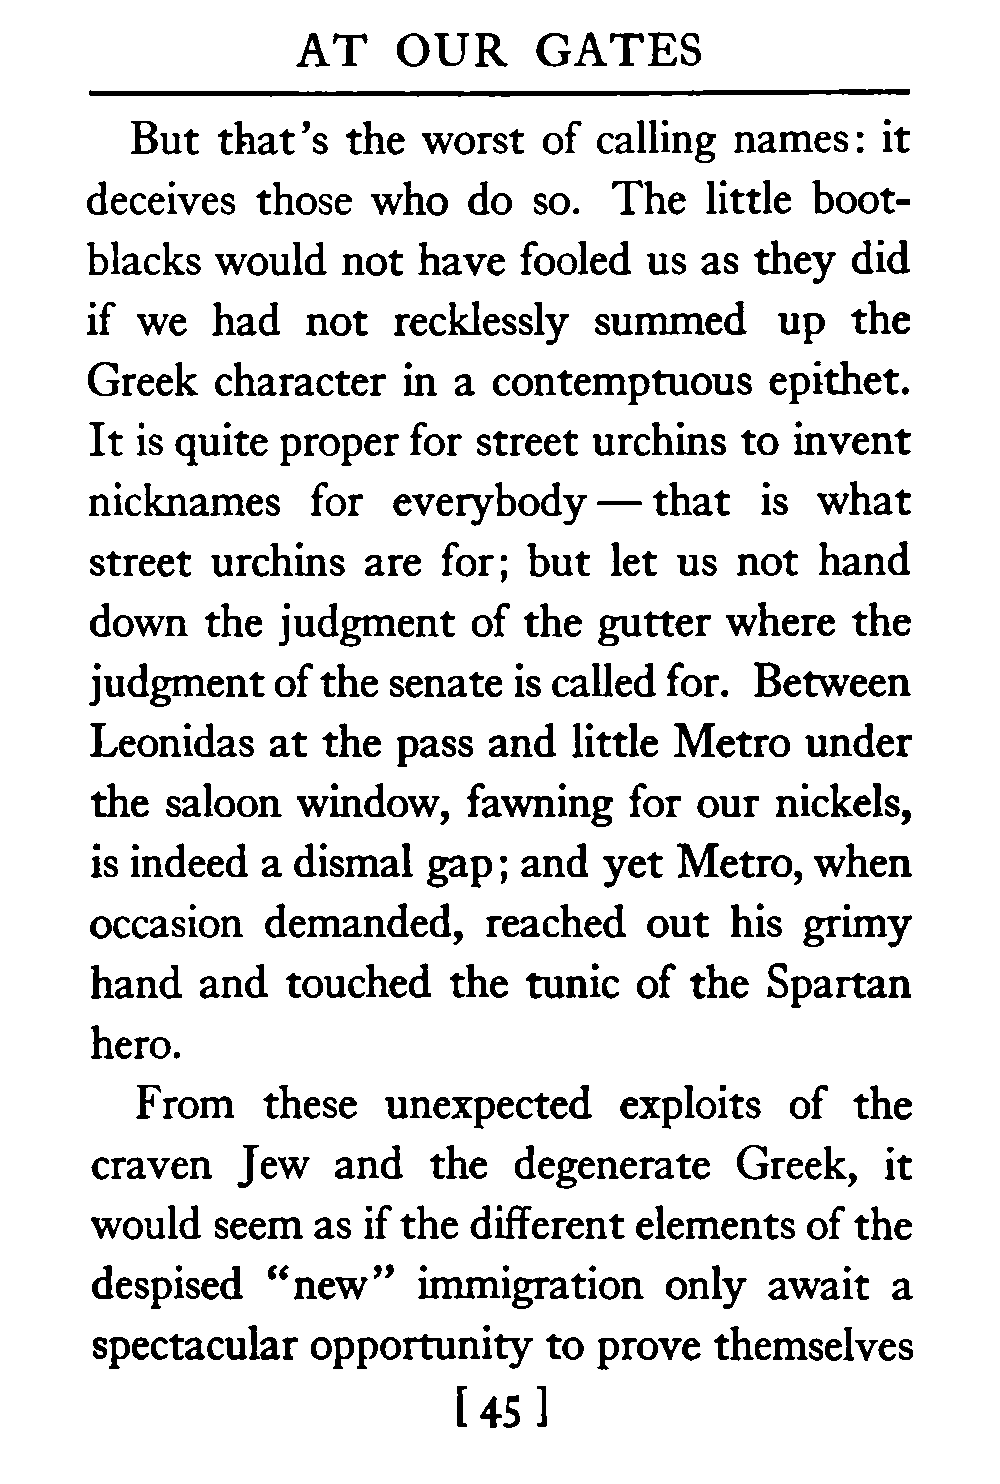 AT OUR GATES
But that's the worst of calling names: it
deceives those who do so. The little boot-
blacks would not have fooled us as they did
if we had not recklessly summed up the
Greek character in a contemptuous epithet.
It is quite proper for street urchins to invent
nicknames for everybody — that is what
street urchins are for; but let us not hand
down the judgment of the gutter where the
judgment of the senate is called for. Between
Leonidas at the pass and little Metro under
the saloon window, fawning for our nickels,
is indeed a dismal gap; and yet Metro, when
occasion demanded, reached out his grimy
hand and touched the tunic of the Spartan
hero.
From these unexpected exploits of the
craven Jew and the degenerate Greek, it
would seem as if the different elements of the
despised “new” immigration only await a
spectacular opportunity to prove themselves
[ 45 ]